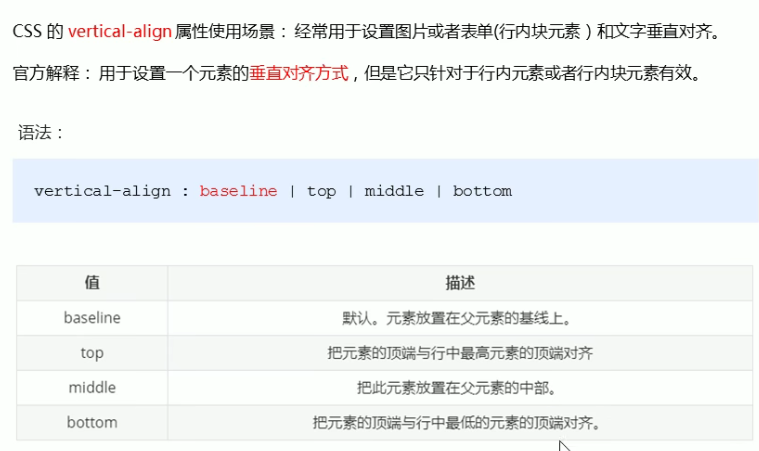 CSS 的 vertical-align 属性使用场景： 经常用于设置图片或者表单(行内块元素 ) 和文字垂直对齐。
官方解释： 用于设置一个元素的垂直对齐方式，但是它只针对于行内元素或者行内块元素有效。
语法：
vertical-align : baseline | top | middle | bottom
值 描述
baseline 默认。元素放置在父元素的基线上。
top 把元素的顶端与行中最高元素的顶端对齐
middle 把此元素放置在父元素的中部。
bottom 把元素的顶端与行中最低的元素的顶端对齐。